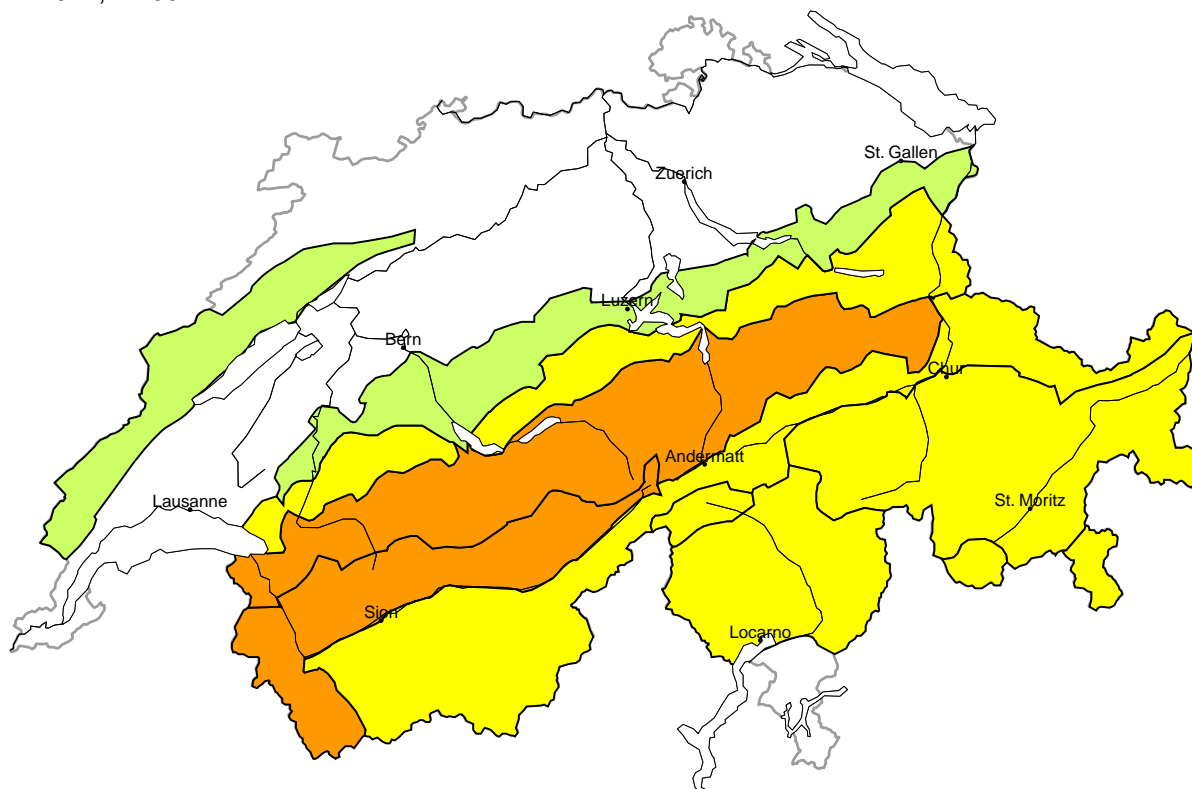 St. Gallen
Zuerich
Luzern
Bern
Chur
Andermatt
Lausanne
St. Moritz
Sion
Locarno